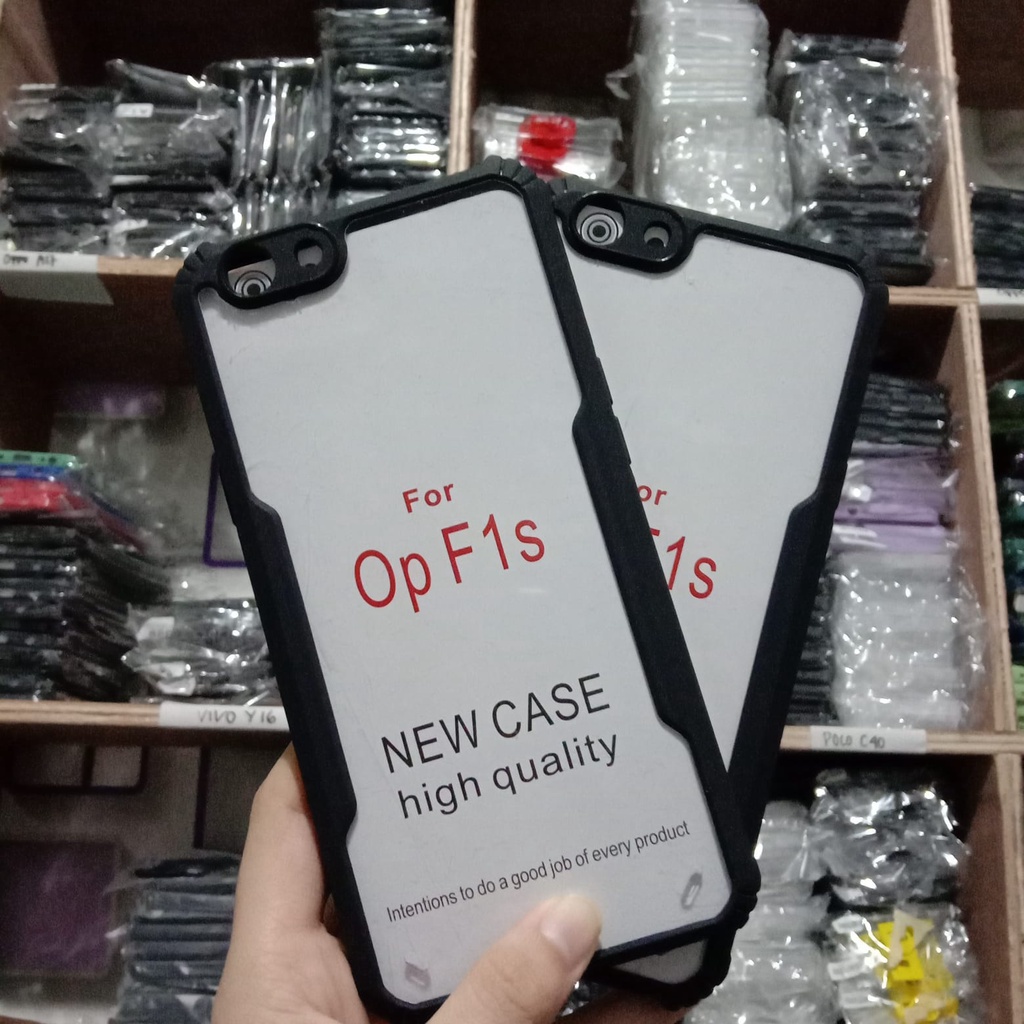 For
Op F1s
NEW CASE
high quality
Intentions to do a good job of every product
or
F1s
VIVO Y16
POCO C40